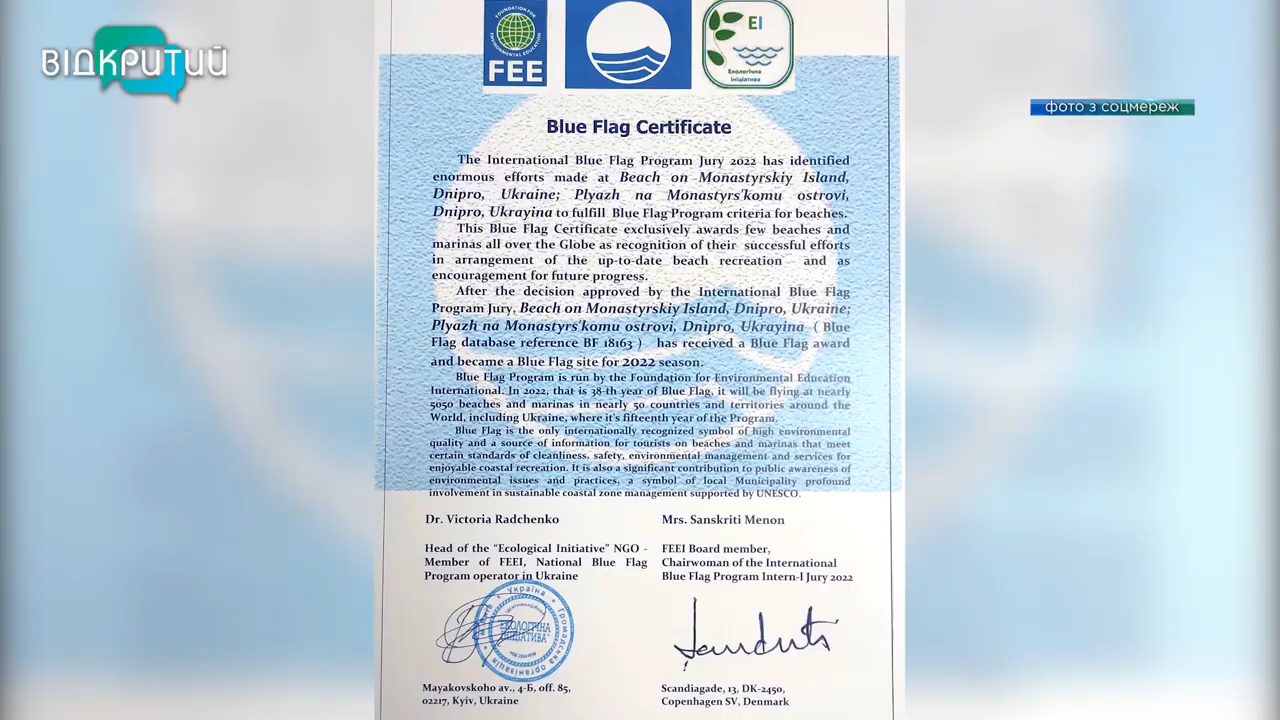 ВІДКРИТИЙ
фото з соцмереж
FOUNDATION FOR ENVIRONMENTAL EDUCATION
FEE
EI
Екологічна
ініціатива
Blue Flag Certificate
The International Blue Flag Program Jury 2022 has identified
enormous efforts made at Beach on Monastyrskiy Island,
Dnipro, Ukraine; Plyazh na Monastyrs'komu ostrovi,
Dnipro, Ukrayina to fulfill Blue Flag Program criteria for beaches.
This Blue Flag Certificate exclusively awards few beaches and
marinas all over the Globe as recognition of their successful efforts
in arrangement of the up-to-date beach recreation and as
encouragement for future progress.
After the decision approved by the International Blue Flag
Program Jury, Beach on Monastyrskiy Island, Dnipro, Ukraine;
Plyazh na Monastyrs'komu ostrovi, Dnipro, Ukrayina ( Blue
Flag database reference BF 18163 ) has received a Blue Flag award
and became a Blue Flag site for 2022 season.
Blue Flag Program is run by the Foundation for Environmental Education
International. In 2022, that is 38-th year of Blue Flag, it will be flying at nearly
5050 beaches and marinas in nearly 50 countries and territories around the
World, including Ukraine, where it's fifteenth year of the Program.
Blue Flag is the only internationally recognized symbol of high environmental
quality and a source of information for tourists on beaches and marinas that meet
certain standards of cleanliness, safety, environmental management and services for
enjoyable coastal recreation. It is also a significant contribution to public awareness of
environmental issues and practices, a symbol of local Municipality profound
involvement in sustainable coastal zone management supported by UNESCO.
Dr. Victoria Radchenko
Head of the “Ecological Initiative” NGO -
Member of FEEI, National Blue Flag
Program operator in Ukraine
Mrs. Sanskriti Menon
FEEI Board member,
Chairwoman of the International
Blue Flag Program Intern-l Jury 2022
Україна
Громадська організація
ЕКОЛОГІЧНА
ІНІЦІАТИВА
Mayakovskoho av., 4-Б, off. 85,
02217, Kyiv, Ukraine
Scandiagade, 13, DK-2450,
Copenhagen SV, Denmark